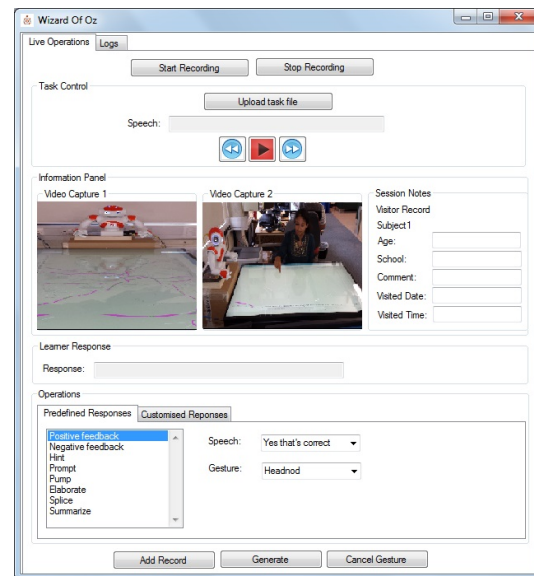 Wizard Of Oz
Live Operations Logs
Start Recording Stop Recording
Task Control
Upload task file
Speech:
Information Panel
Video Capture 1 Video Capture 2 Session Notes
Visitor Record
Subject1
Age:
School:
Comment:
Visited Date:
Visited Time:
Learner Response
Response:
Operations
Predefined Responses Customised Reponses
Positive feedback
Negative feedback
Hint
Prompt
Pump
Elaborate
Splice
Summarize
Speech: Yes that's correct
Gesture: Headnod
Add Record Generate Cancel Gesture